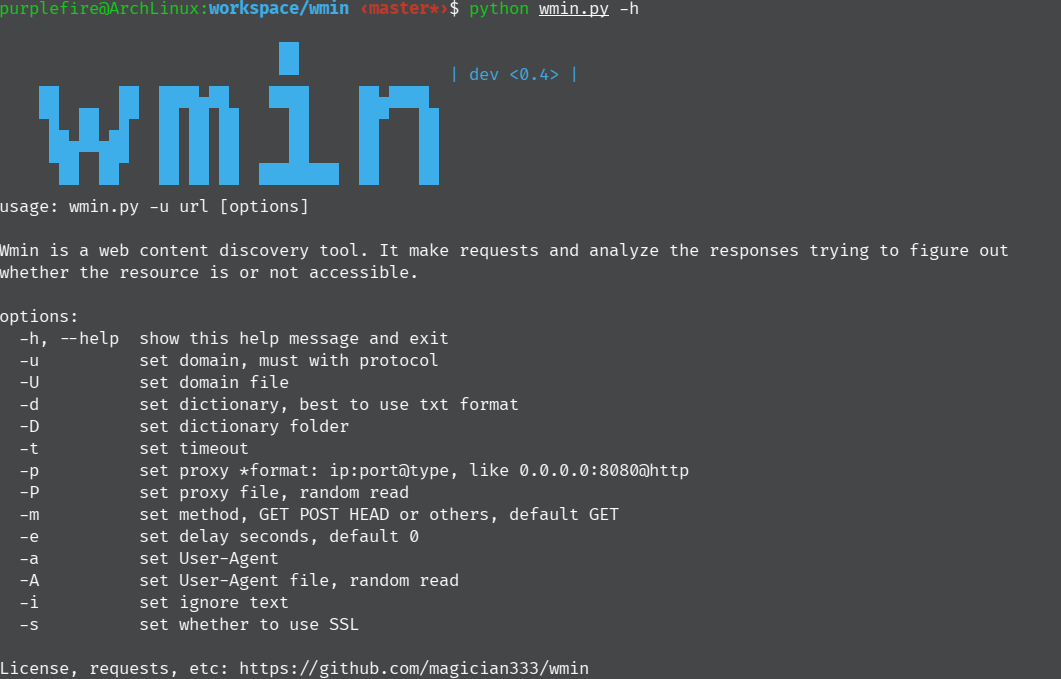 purplefire@ArchLinux:workspace/wmin ‹master*›$ python wmin.py -h
wmin
| dev <0.4> |
usage: wmin.py -u url [options]
Wmin is a web content discovery tool. It make requests and analyze the responses trying to figure out
whether the resource is or not accessible.
options:
-h, --help  show this help message and exit
-u          set domain, must with protocol
-U          set domain file
-d          set dictionary, best to use txt format
-D          set dictionary folder
-t          set timeout
-p          set proxy *format: ip:port@type, like 0.0.0.0:8080@http
-P          set proxy file, random read
-m          set method, GET POST HEAD or others, default GET
-e          set delay seconds, default 0
-a          set User-Agent
-A          set User-Agent file, random read
-i          set ignore text
-s          set whether to use SSL
License, requests, etc: https://github.com/magician333/wmin